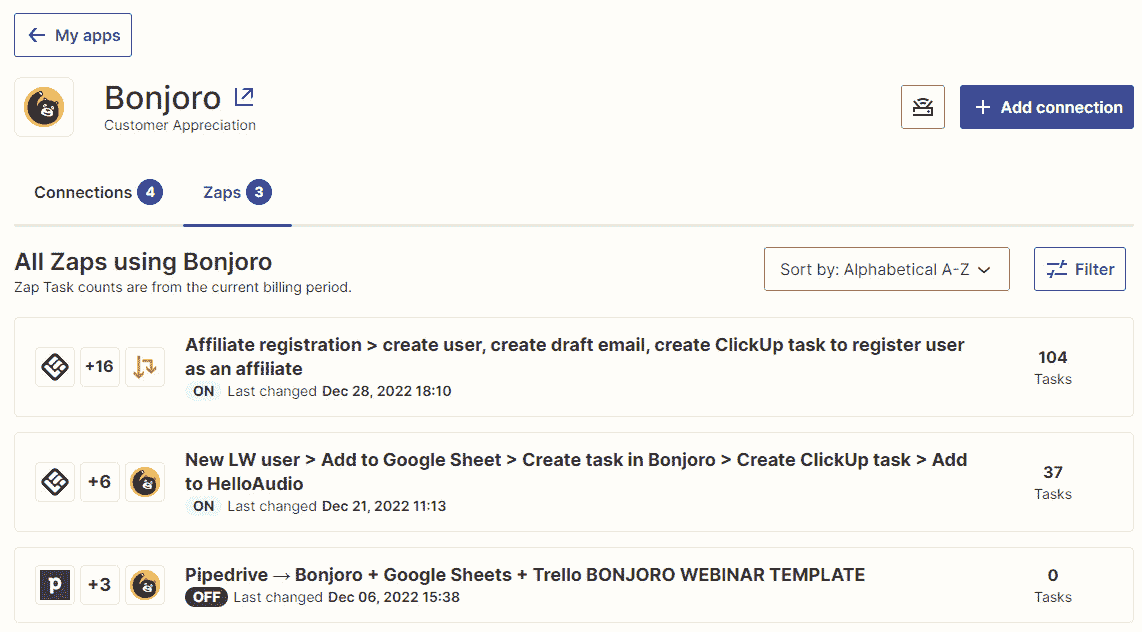 My apps
Bonjoro
Customer Appreciation
+ Add connection
Connections 4 Zaps 3
All Zaps using Bonjoro
Zap Task counts are from the current billing period.
Sort by: Alphabetical A-Z
Filter
+16
Affiliate registration > create user, create draft email, create ClickUp task to register user
as an affiliate
ON Last changed Dec 28, 2022 18:10
104
Tasks
+6
New LW user > Add to Google Sheet > Create task in Bonjoro > Create ClickUp task > Add
to HelloAudio
ON Last changed Dec 21, 2022 11:13
37
Tasks
p
+3
Pipedrive → Bonjoro + Google Sheets + Trello BONJORO WEBINAR TEMPLATE
OFF Last changed Dec 06, 2022 15:38
0
Tasks